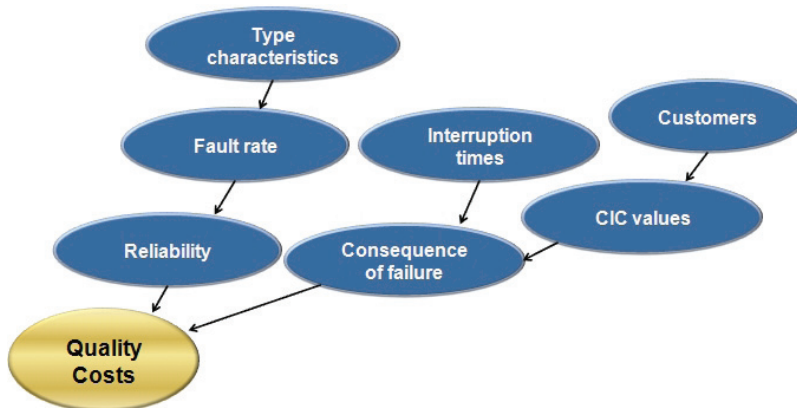 Type
characteristics
Fault rate
Interruption
times
Customers
Reliability
Consequence
of failure
CIC values
Quality
Costs